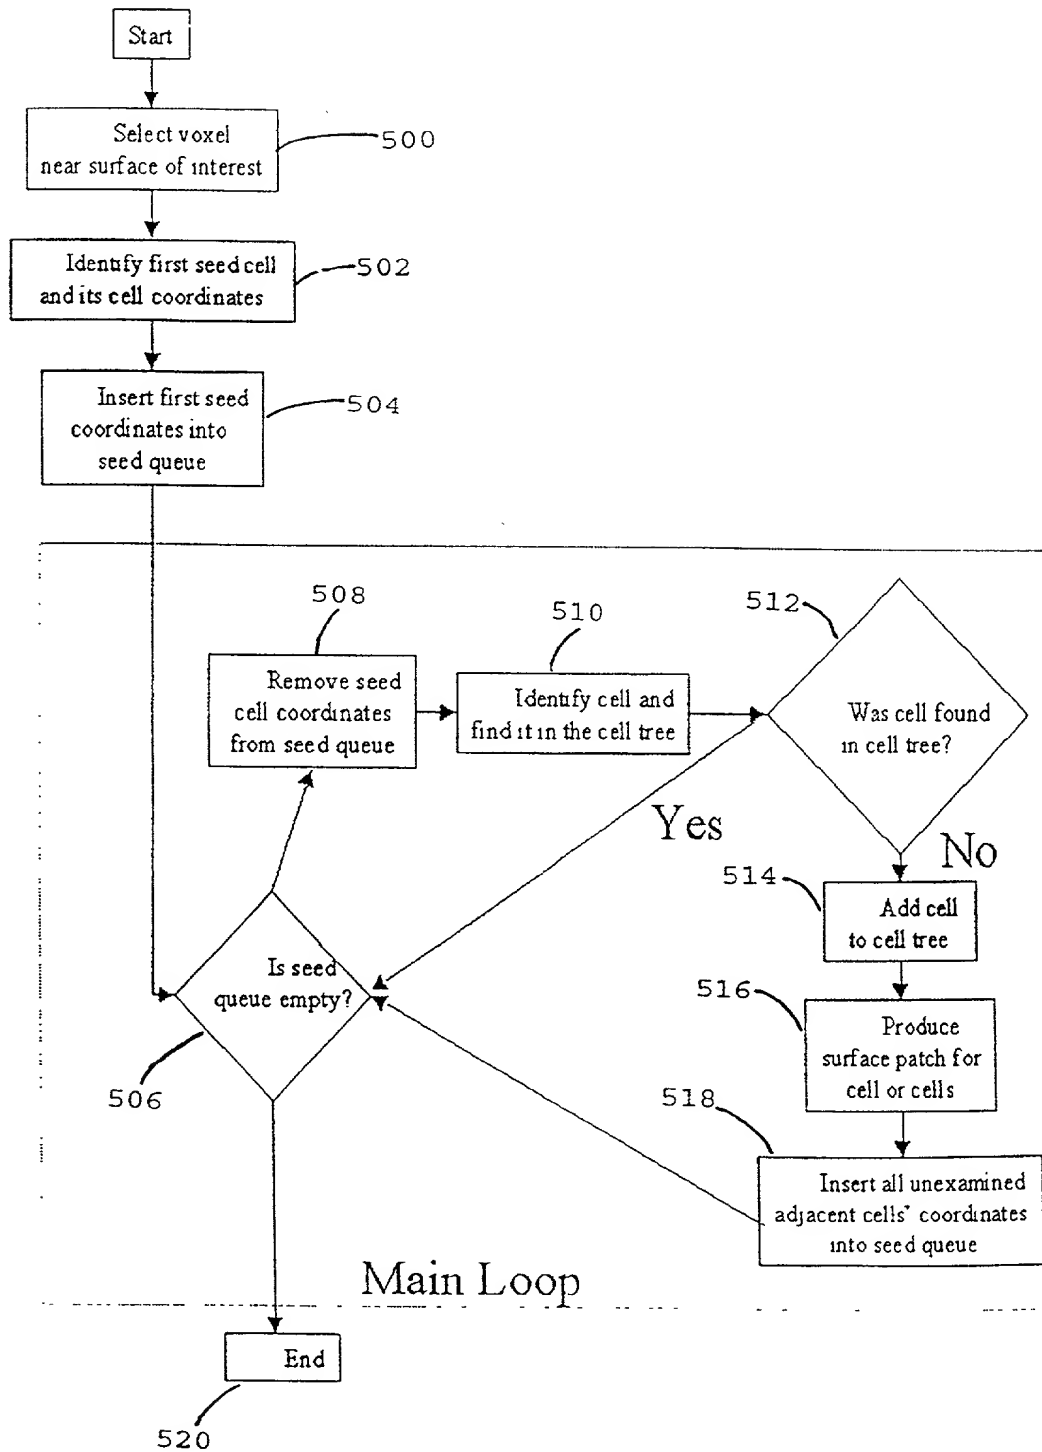 Start
Select voxel
near surface of interest
500
Identify first seed cell
and its cell coordinates
502
Insert first seed
coordinates into
seed queue
504
508
Remove seed
cell coordinates
from seed queue
510
Identify cell and
find it in the cell tree
512
Was cell found
in cell tree?
Yes
No
514
Add cell
to cell tree
Is seed
queue empty?
506
516
Produce
surface patch for
cell or cells
518
Insert all unexamined
adjacent cells' coordinates
into seed queue
Main Loop
End
520